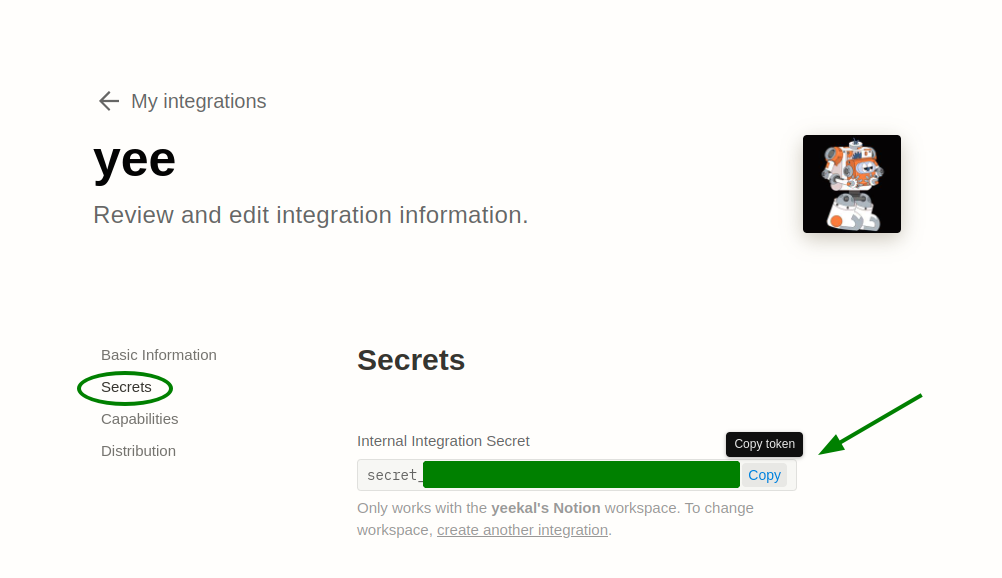 My integrations
yee
Review and edit integration information.
Basic Information
Secrets
Capabilities
Distribution
Secrets
Internal Integration Secret
Copy token
secret_
Copy
Only works with the yeekal's Notion workspace. To change
workspace, create another integration.